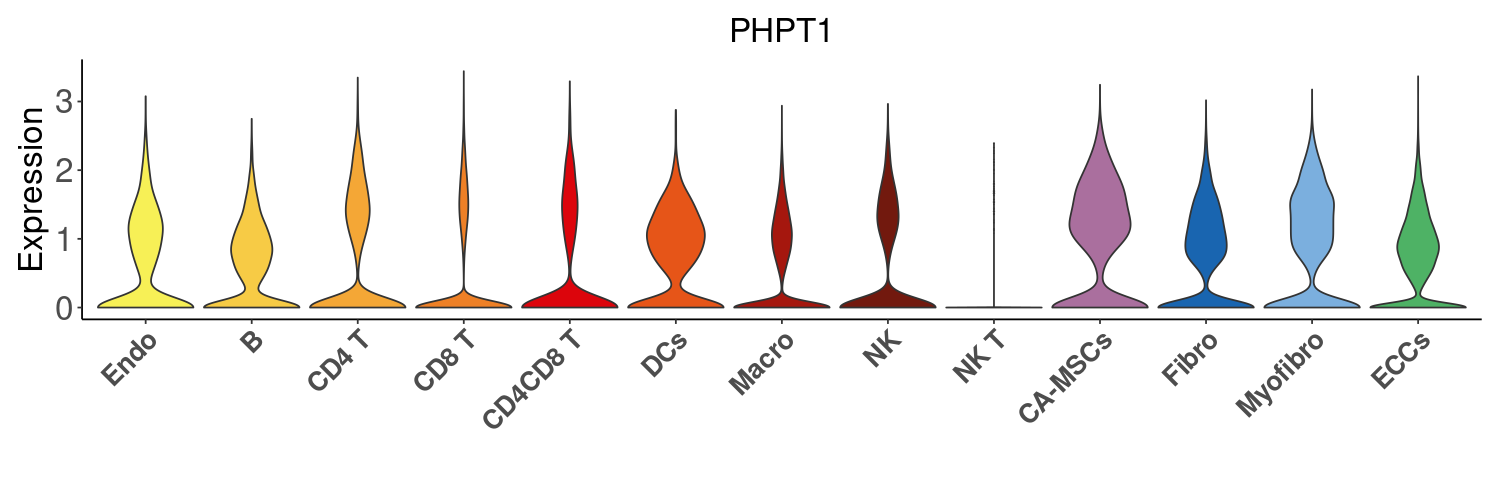 PHPT1
Expression
3
2
1
0
Endo
B
CD4 T
CD8 T
CD4CD8 T
DCs
Macro
NK
NK T
CA-MSCs
Fibro
Myofibro
ECCs